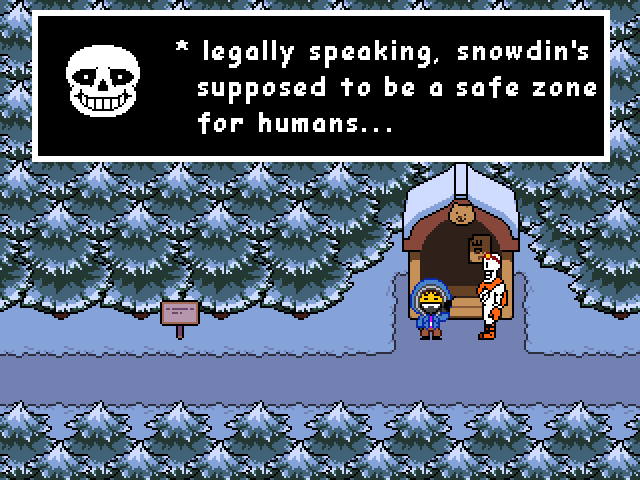 * legally speaking, snowdin's
supposed to be a safe zone
for humans...